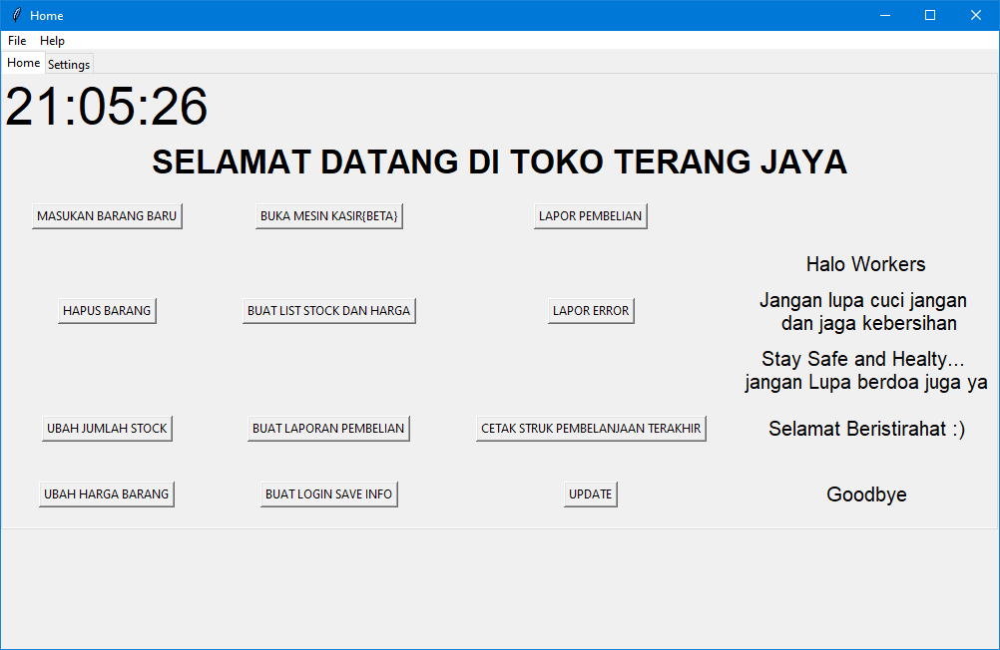 Home
File Help
Home Settings
21:05:26
SELAMAT DATANG DI TOKO TERANG JAYA
MASUKAN BARANG BARU BUKA MESIN KASIR{BETA} LAPOR PEMBELIAN
Halo Workers
HAPUS BARANG BUAT LIST STOCK DAN HARGA LAPOR ERROR
Jangan lupa cuci jangan
dan jaga kebersihan
Stay Safe and Healty...
jangan Lupa berdoa juga ya
UBAH JUMLAH STOCK BUAT LAPORAN PEMBELIAN CETAK STRUK PEMBELANJAAN TERAKHIR Selamat Beristirahat :)
UBAH HARGA BARANG BUAT LOGIN SAVE INFO UPDATE Goodbye